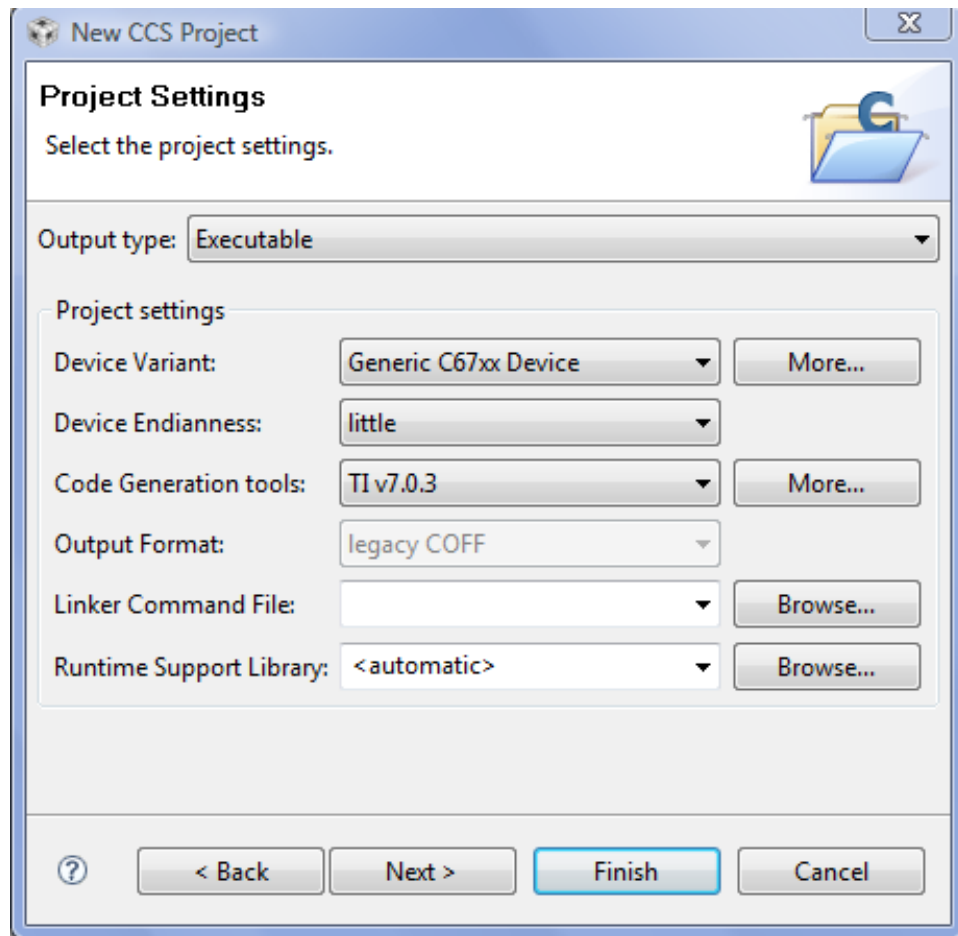 New CCS Project
Project Settings
Select the project settings.
Output type: Executable
Project settings
Device Variant: Generic C67xx Device More...
Device Endianness: little
Code Generation tools: TI v7.0.3 More...
Output Format: legacy COFF
Linker Command File: Browse...
Runtime Support Library: <automatic> Browse...
? < Back Next > Finish Cancel